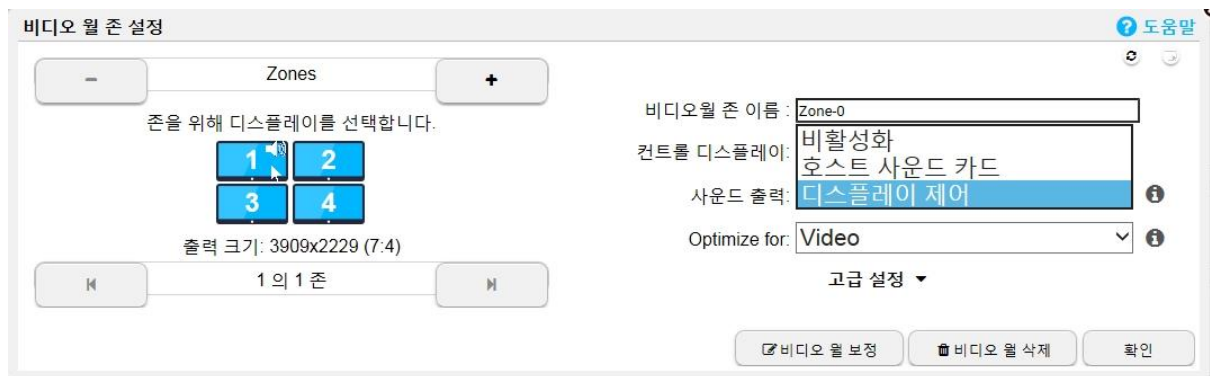 비디오 월 존 설정
도움말
Zones
존을 위해 디스플레이를 선택합니다.
1 2
3 4
출력 크기: 3909x2229 (7:4)
1 의 1 존
비디오월 존 이름 : Zone-0
컨트롤 디스플레이:
비활성화
호스트 사운드 카드
사운드 출력: 디스플레이 제어
Optimize for: Video
고급 설정
비디오 월 보정 비디오 월 삭제 확인